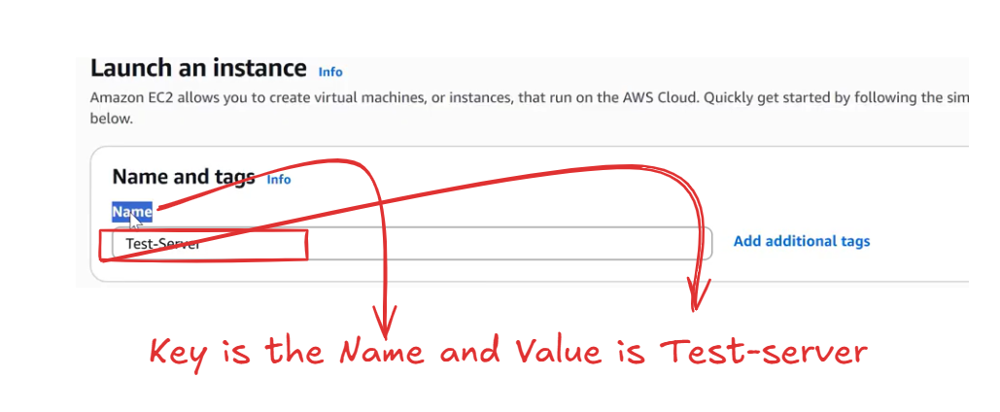 Launch an instance Info
Amazon EC2 allows you to create virtual machines, or instances, that run on the AWS Cloud. Quickly get started by following the sim
below.
Name and tags Info
Name
Test-Server
Add additional tags
Key is the Name and Value is Test-server